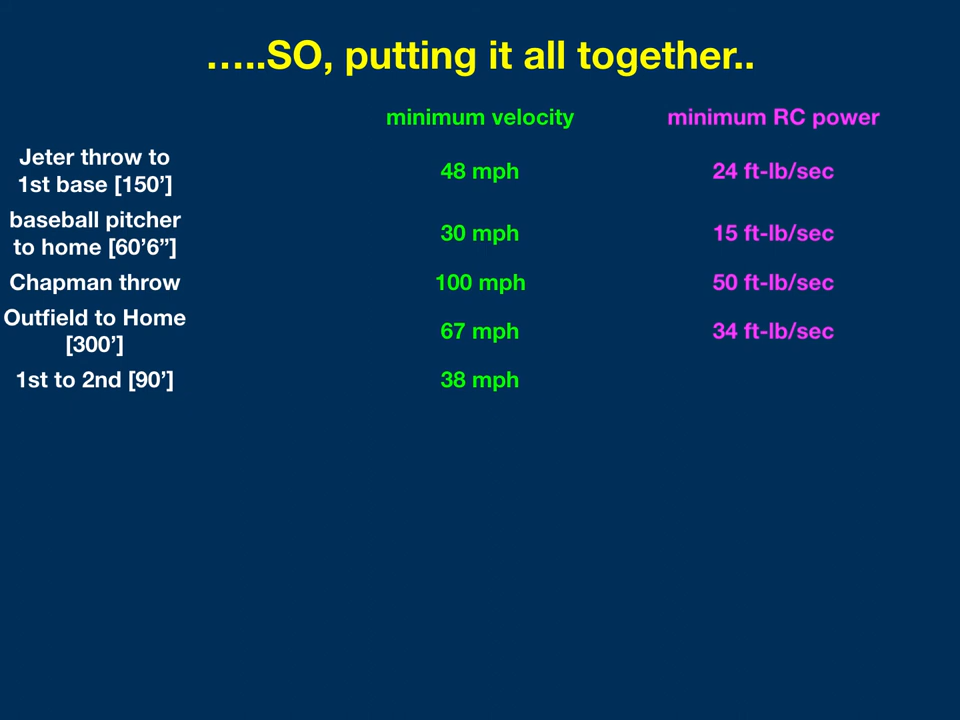 …..SO, putting it all together..
minimum velocity minimum RC power
Jeter throw to
1st base [150’]
48 mph 24 ft-lb/sec
baseball pitcher
to home [60’6”]
30 mph 15 ft-lb/sec
Chapman throw 100 mph 50 ft-lb/sec
Outfield to Home
[300’]
67 mph 34 ft-lb/sec
1st to 2nd [90’] 38 mph